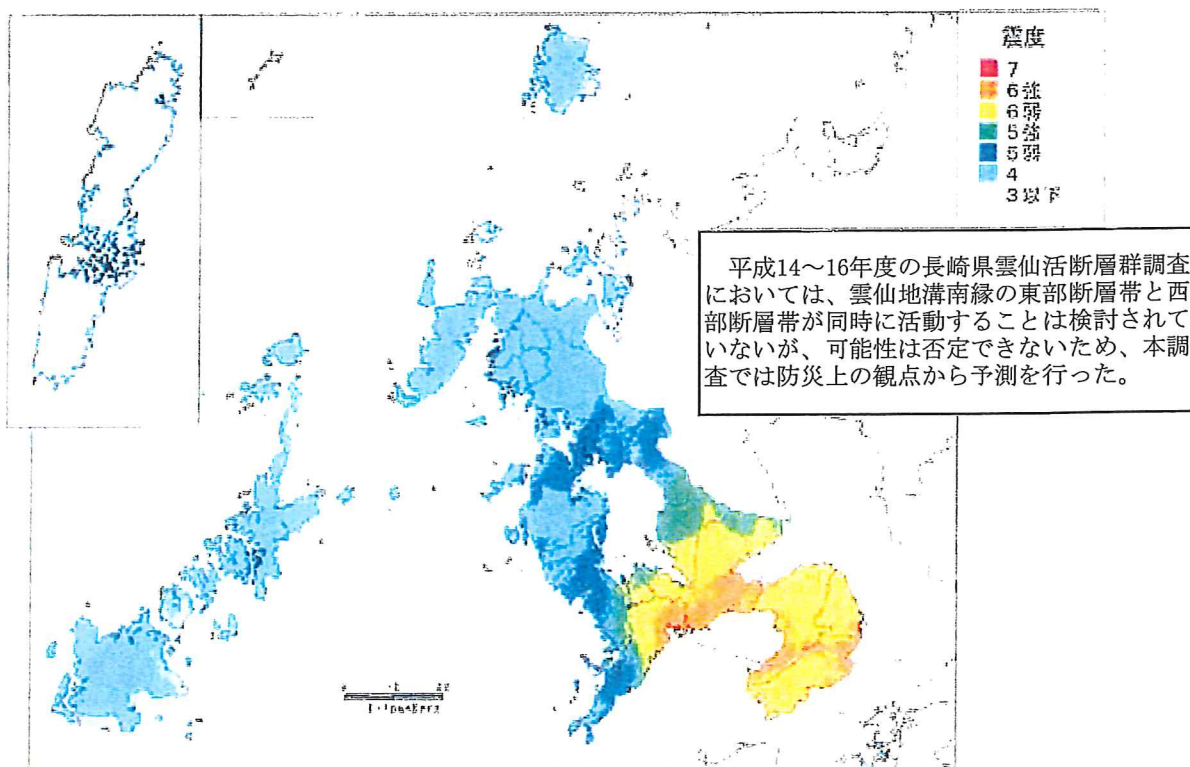 震度
7
6強
6弱
5強
5弱
4
3以下
平成14～16年度の長崎県雲仙活断層群調査
においては、雲仙地溝南縁の東部断層帯と西
部断層帯が同時に活動することは検討されて
いないが、可能性は否定できないため、本調
査では防災上の観点から予測を行った。